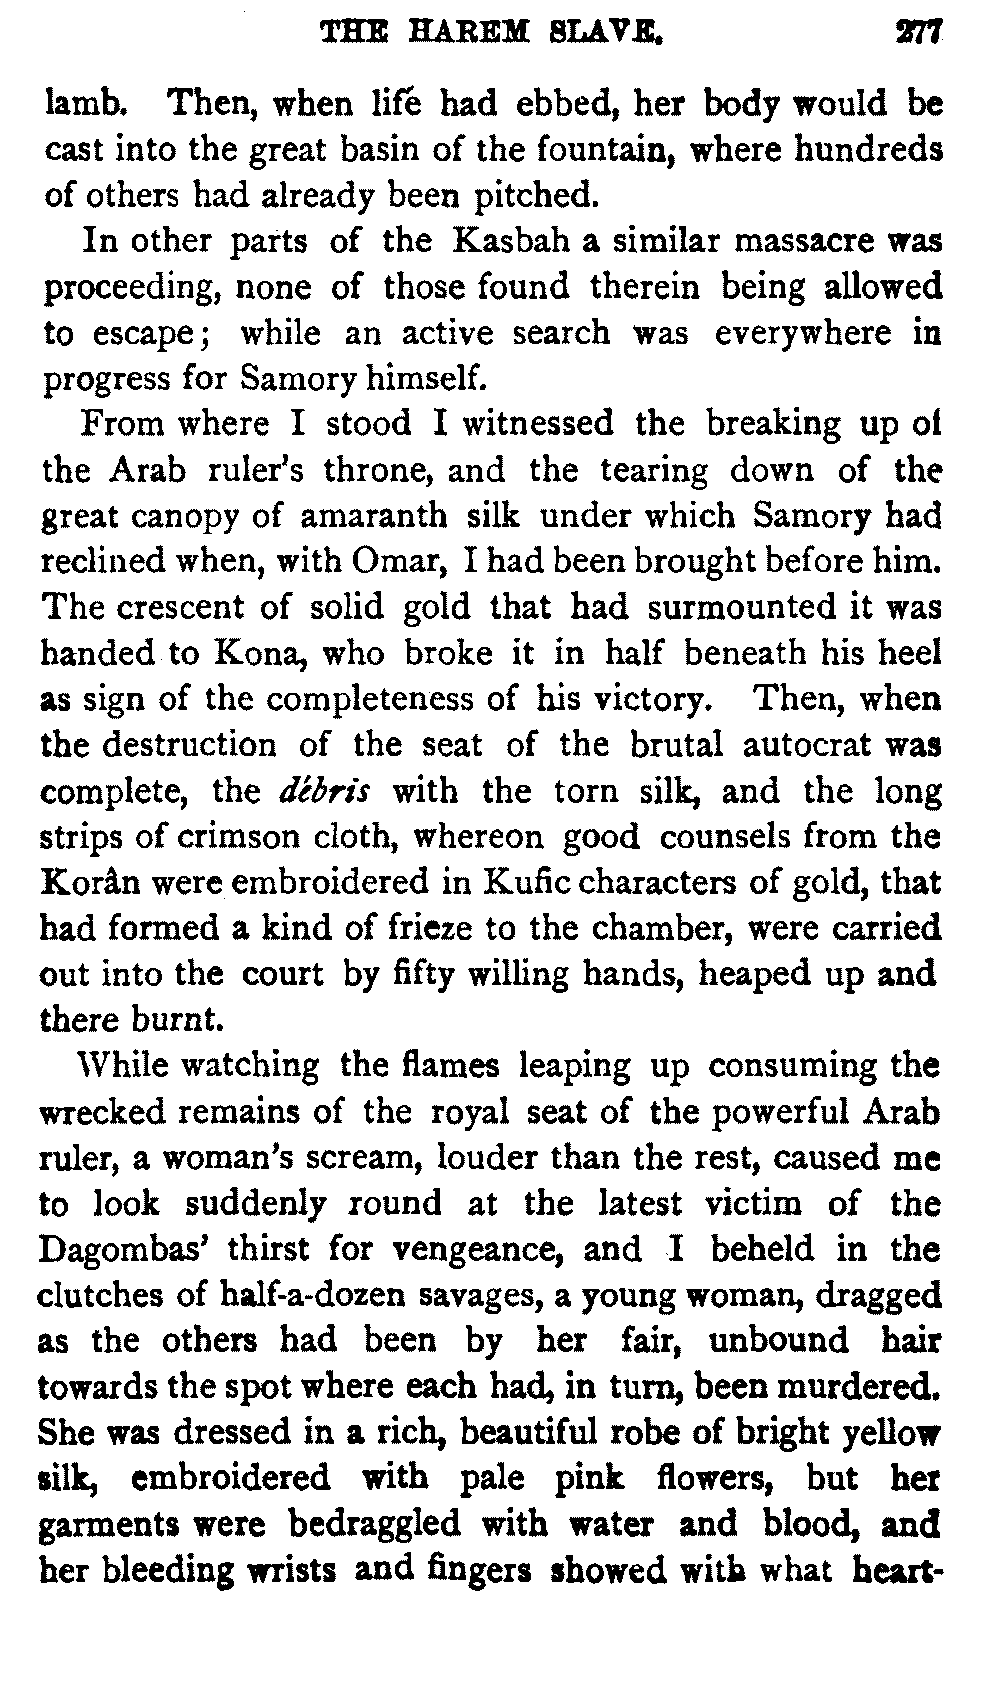 THE HAREM SLAVE. 277
lamb. Then, when life had ebbed, her body would be
cast into the great basin of the fountain, where hundreds
of others had already been pitched.
In other parts of the Kasbah a similar massacre was
proceeding, none of those found therein being allowed
to escape; while an active search was everywhere in
progress for Samory himself.
From where I stood I witnessed the breaking up of
the Arab ruler's throne, and the tearing down of the
great canopy of amaranth silk under which Samory had
reclined when, with Omar, I had been brought before him.
The crescent of solid gold that had surmounted it was
handed to Kona, who broke it in half beneath his heel
as sign of the completeness of his victory. Then, when
the destruction of the seat of the brutal autocrat was
complete, the débris with the torn silk, and the long
strips of crimson cloth, whereon good counsels from the
Korân were embroidered in Kufic characters of gold, that
had formed a kind of frieze to the chamber, were carried
out into the court by fifty willing hands, heaped up and
there burnt.
While watching the flames leaping up consuming the
wrecked remains of the royal seat of the powerful Arab
ruler, a woman's scream, louder than the rest, caused me
to look suddenly round at the latest victim of the
Dagombas' thirst for vengeance, and I beheld in the
clutches of half-a-dozen savages, a young woman, dragged
as the others had been by her fair, unbound hair
towards the spot where each had, in turn, been murdered.
She was dressed in a rich, beautiful robe of bright yellow
silk, embroidered with pale pink flowers, but her
garments were bedraggled with water and blood, and
her bleeding wrists and fingers showed with what heart-